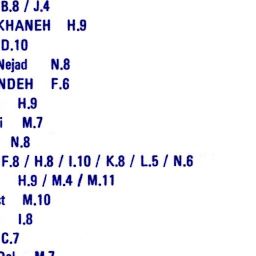 B.8 / J.4
KHANEH H.9
D.10
Nejad N.8
NDEH F.6
H.9
i M.7
N.8
F.8 / H.8 / I.10 / K.8 / L.5 / N.6
H.9 / M.4 / M.11
st M.10
I.8
C.7
M.7